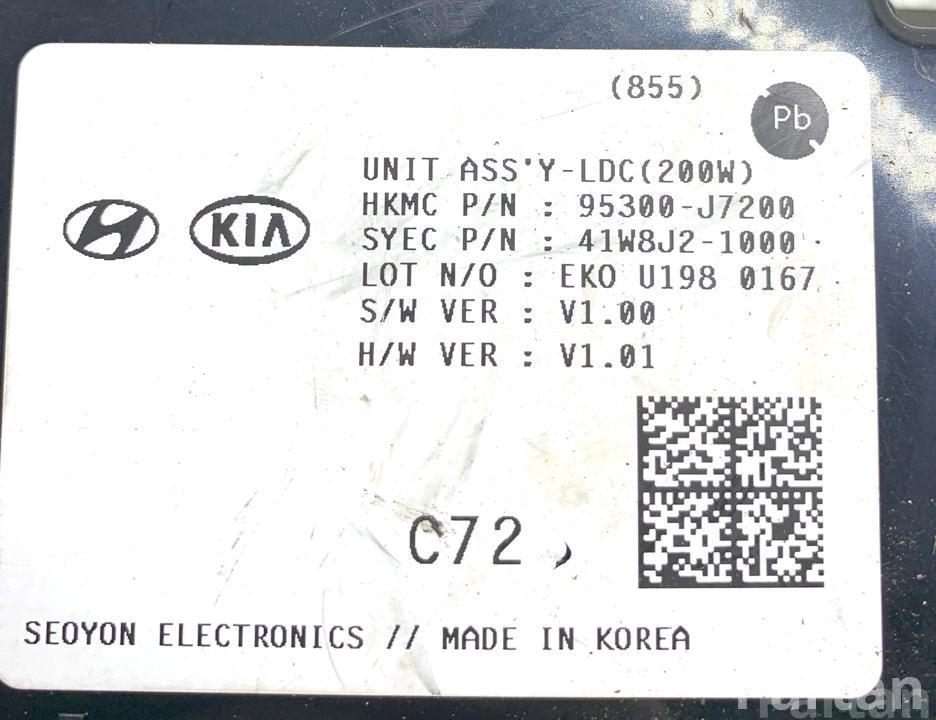 (855)
Pb
UNIT ASS'Y-LDC(200W)
HKMC P/N : 95300-J7200
KIA
SYEC P/N : 41W8J2-1000
LOT N/O : EKO U198 0167
S/W VER : V1.00
H/W VER : V1.01
C72
SEOYON ELECTRONICS // MADE IN KOREA